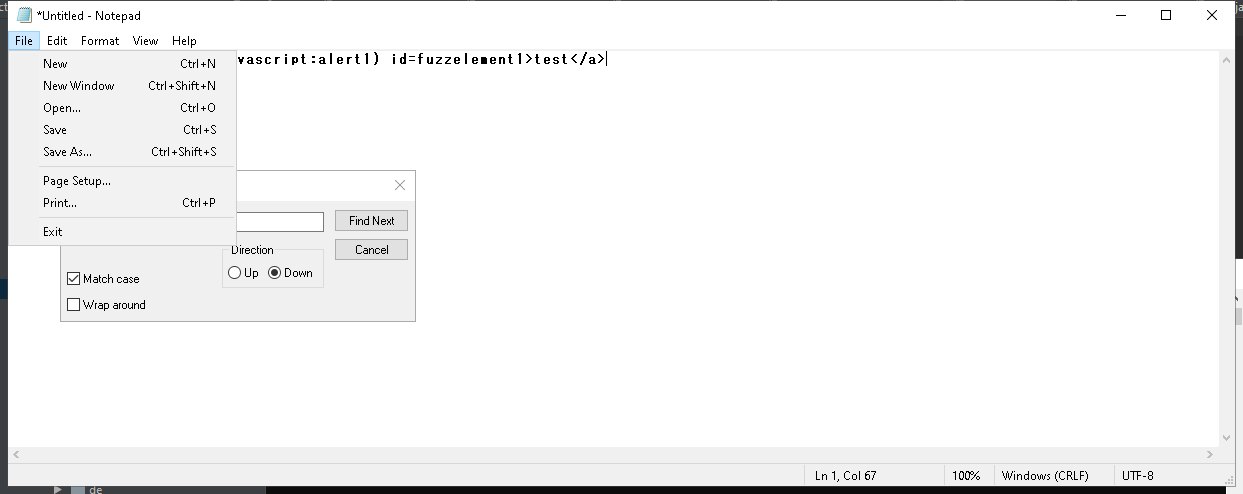 *Untitled - Notepad
File Edit Format View Help
vascript:alert1) id=fuzzelement1>test</a>
New Ctrl+N
New Window Ctrl+Shift+N
Open... Ctrl+O
Save Ctrl+S
Save As... Ctrl+Shift+S
Page Setup...
Print... Ctrl+P
Exit
Find Next
Cancel
Direction
Up Down
Match case
Wrap around
Ln 1, Col 67 100% Windows (CRLF) UTF-8
de